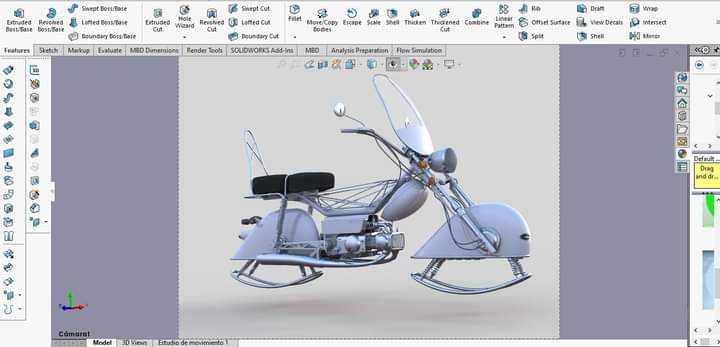 Extruded Boss/Base
Revolved Boss/Base
Swept Boss/Base
Lofted Boss/Base
Boundary Boss/Base
Extruded Cut
Hole Wizard
Revolved Cut
Swept Cut
Lofted Cut
Boundary Cut
Fillet
More/Copy Bodies
Escape
Scale
Shell
Thicken
Thickened Cut
Combine
Linear Pattern
Rib
Offset Surface
Split
Draft
View Decals
Shell
Wrap
Intersect
Mirror
Features
Sketch
Markup
Evaluate
MBD Dimensions
Render Tools
SOLIDWORKS Add-Ins
MBD
Analysis Preparation
Flow Simulation
Default ...
Drag
and dr...
Cámara1
Model
3D Views
Estudio de movimiento 1